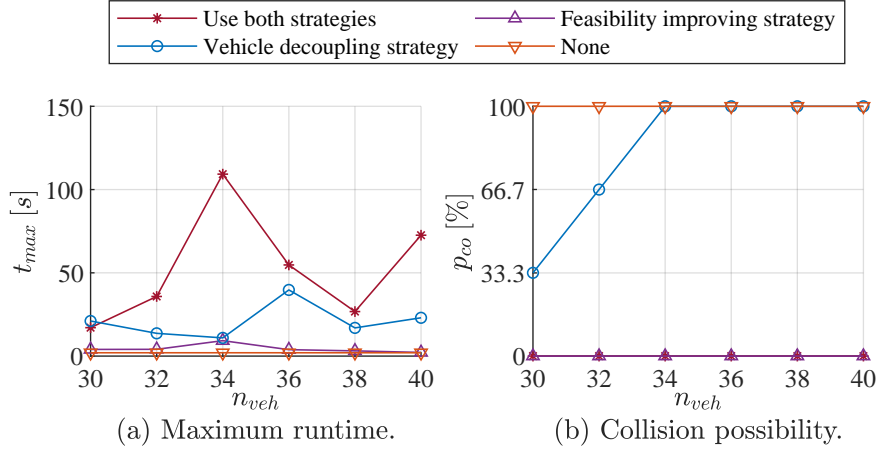 Use both strategies
Feasibility improving strategy
Vehicle decoupling strategy
None
150
100
50
0
t_max [s]
30 32 34 36 38 40
n_veh
(a) Maximum runtime.
100
66.7
33.3
0
p_co [%]
30 32 34 36 38 40
n_veh
(b) Collision possibility.